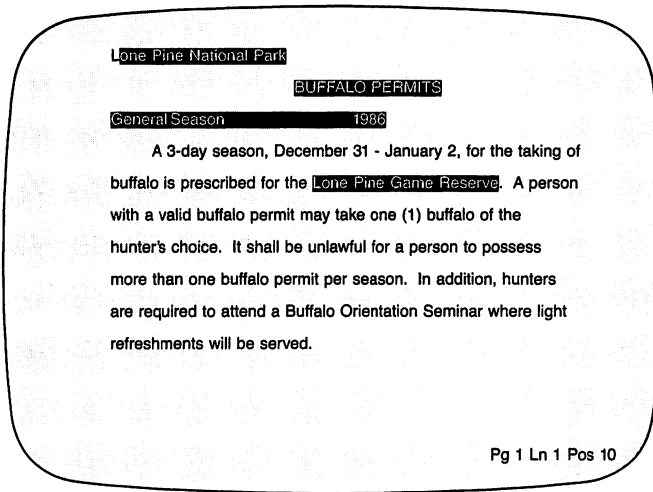 Lone Pine National Park
BUFFALO PERMITS
General Season 1986
A 3-day season, December 31 - January 2, for the taking of
buffalo is prescribed for the Lone Pine Game Reserve. A person
with a valid buffalo permit may take one (1) buffalo of the
hunter's choice. It shall be unlawful for a person to possess
more than one buffalo permit per season. In addition, hunters
are required to attend a Buffalo Orientation Seminar where light
refreshments will be served.
Pg 1 Ln 1 Pos 10